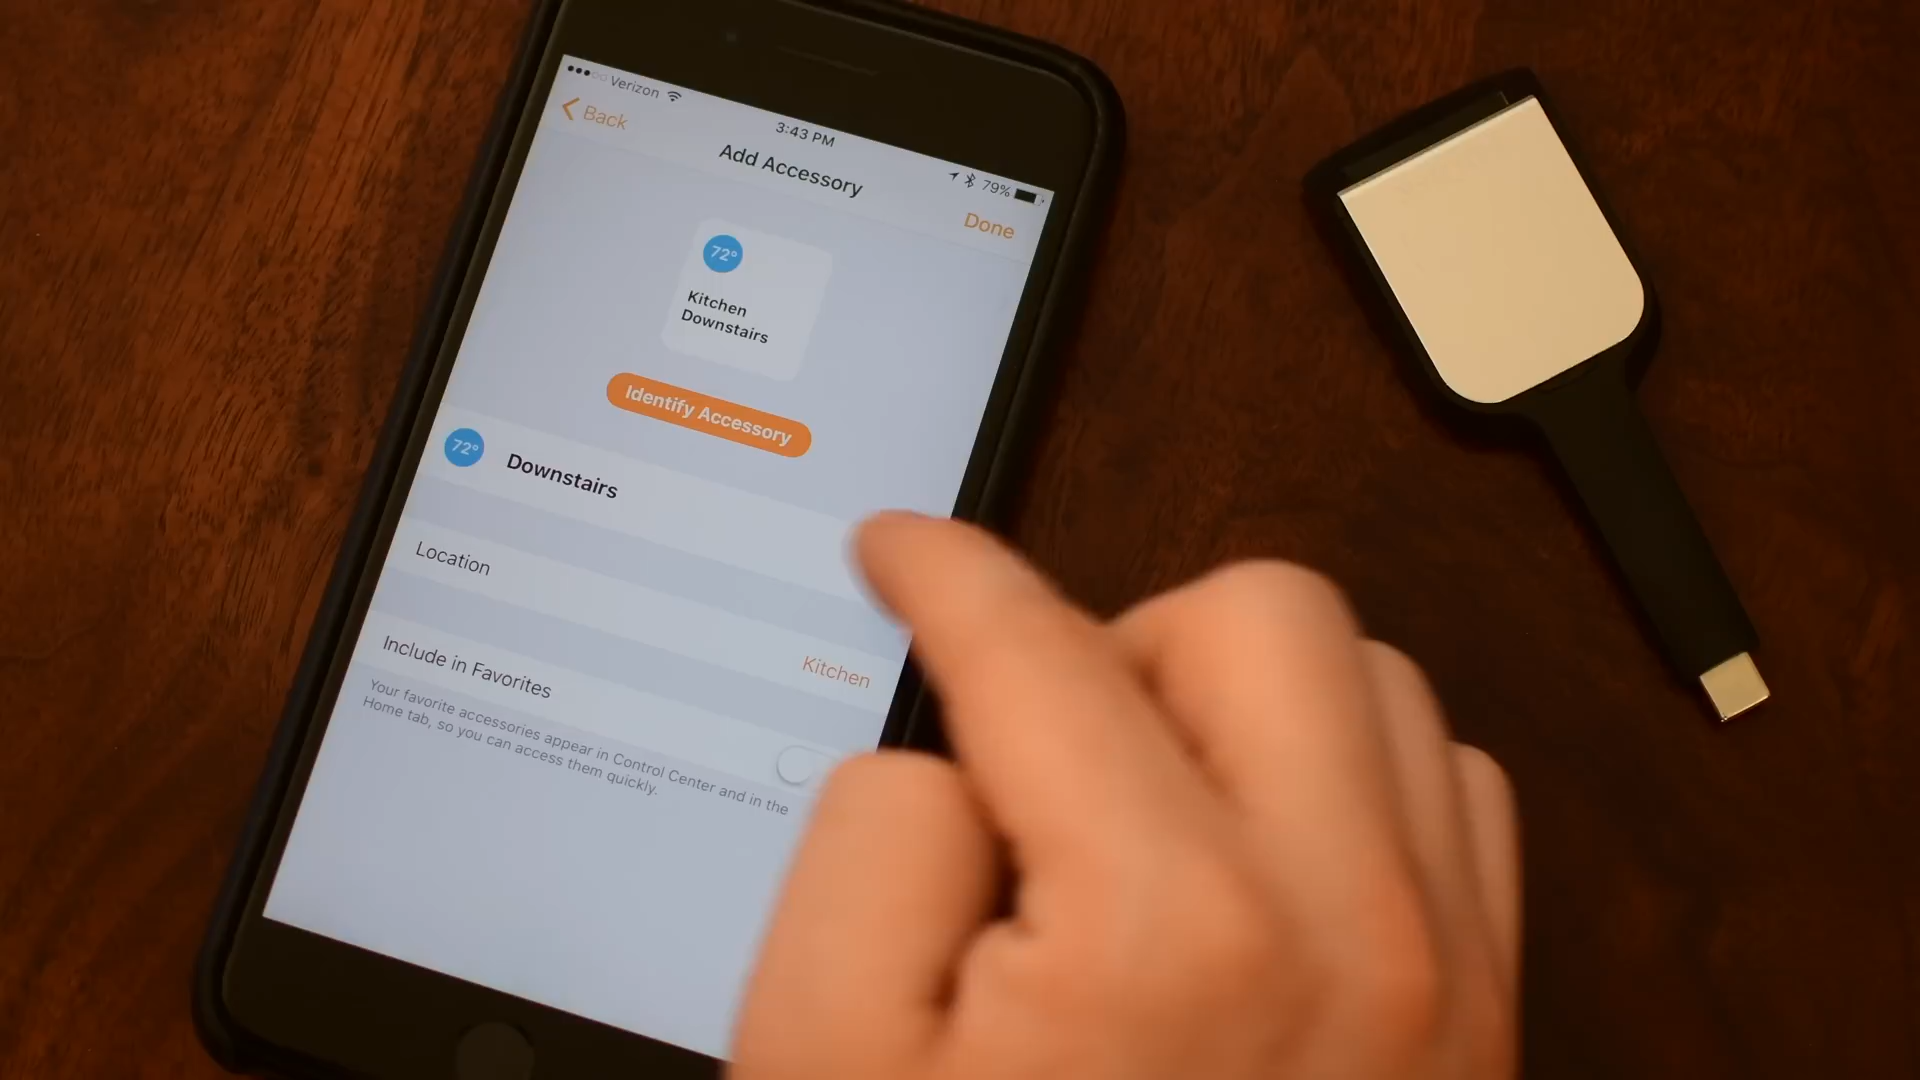 Verizon
3:43 PM
79%
Back
Add Accessory
Done
72°
Kitchen
Downstairs
Identify Accessory
72°
Downstairs
Location
Kitchen
Include in Favorites
Your favorite accessories appear in Control Center and in the
Home tab, so you can access them quickly.